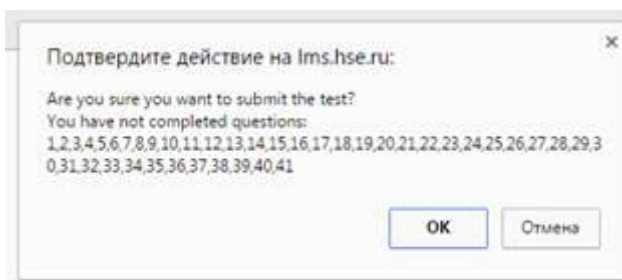 Подтвердите действие на lms.hse.ru:
Are you sure you want to submit the test?
You have not completed questions:
1,2,3,4,5,6,7,8,9,10,11,12,13,14,15,16,17,18,19,20,21,22,23,24,25,26,27,28,29,3
0,31,32,33,34,35,36,37,38,39,40,41
OK Отмена